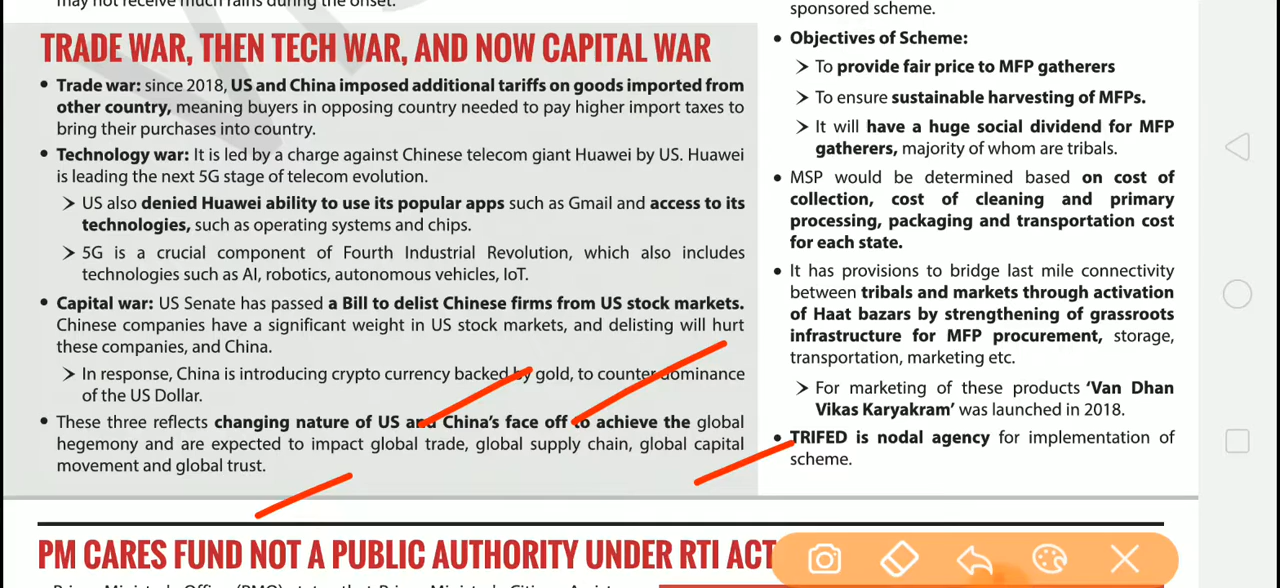 may not receive much rains during the onset.
TRADE WAR, THEN TECH WAR, AND NOW CAPITAL WAR
• Trade war: since 2018, US and China imposed additional tariffs on goods imported from
other country, meaning buyers in opposing country needed to pay higher import taxes to
bring their purchases into country.
• Technology war: It is led by a charge against Chinese telecom giant Huawei by US. Huawei
is leading the next 5G stage of telecom evolution.
➢ US also denied Huawei ability to use its popular apps such as Gmail and access to its
technologies, such as operating systems and chips.
➢ 5G is a crucial component of Fourth Industrial Revolution, which also includes
technologies such as AI, robotics, autonomous vehicles, IoT.
• Capital war: US Senate has passed a Bill to delist Chinese firms from US stock markets.
Chinese companies have a significant weight in US stock markets, and delisting will hurt
these companies, and China.
➢ In response, China is introducing crypto currency backed by gold, to counter dominance
of the US Dollar.
• These three reflects changing nature of US and China's face off to achieve the global
hegemony and are expected to impact global trade, global supply chain, global capital
movement and global trust.
PM CARES FUND NOT A PUBLIC AUTHORITY UNDER RTI ACT
sponsored scheme.
• Objectives of Scheme:
➢ To provide fair price to MFP gatherers
➢ To ensure sustainable harvesting of MFPs.
➢ It will have a huge social dividend for MFP
gatherers, majority of whom are tribals.
• MSP would be determined based on cost of
collection, cost of cleaning and primary
processing, packaging and transportation cost
for each state.
• It has provisions to bridge last mile connectivity
between tribals and markets through activation
of Haat bazars by strengthening of grassroots
infrastructure for MFP procurement, storage,
transportation, marketing etc.
➢ For marketing of these products 'Van Dhan
Vikas Karyakram' was launched in 2018.
• TRIFED is nodal agency for implementation of
scheme.